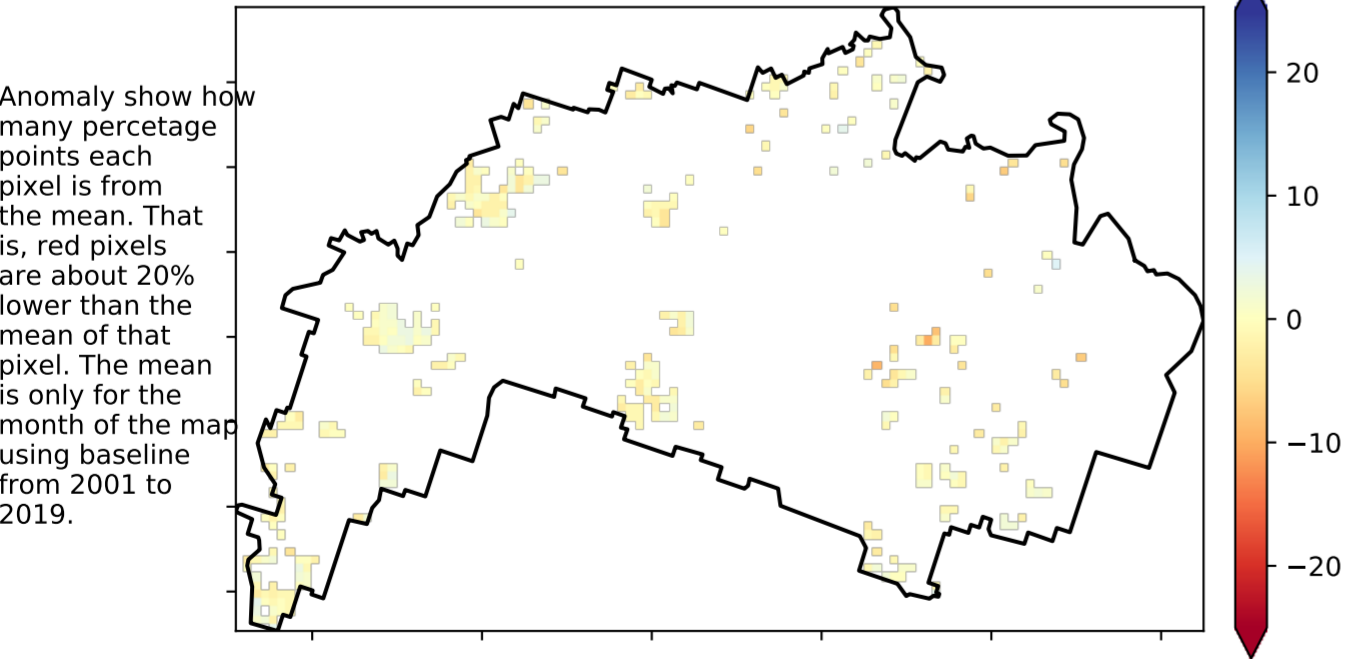 Anomaly show how
many percetage
points each
pixel is from
the mean. That
is, red pixels
are about 20%
lower than the
mean of that
pixel. The mean
is only for the
month of the map
using baseline
from 2001 to
2019.
20
10
0
−10
−20